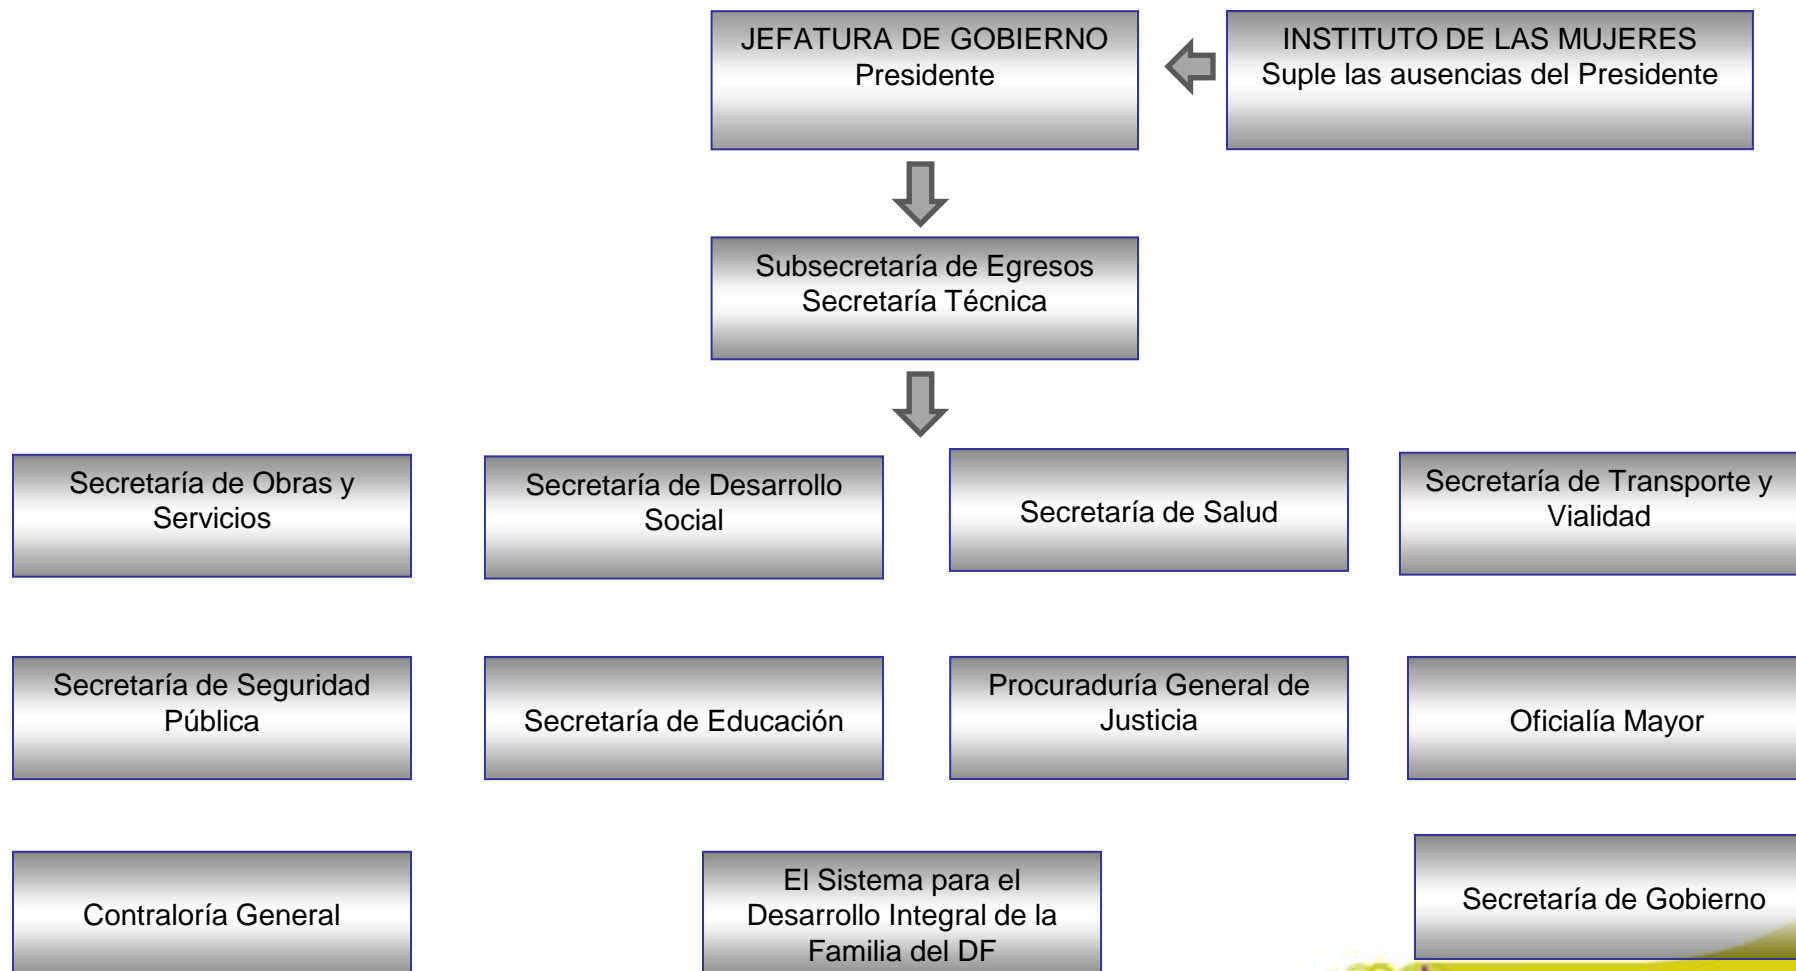 JEFATURA DE GOBIERNO
Presidente
INSTITUTO DE LAS MUJERES
Suple las ausencias del Presidente
Subsecretaría de Egresos
Secretaría Técnica
Secretaría de Obras y
Servicios
Secretaría de Desarrollo
Social
Secretaría de Salud
Secretaría de Transporte y
Vialidad
Secretaría de Seguridad
Pública
Secretaría de Educación
Procuraduría General de
Justicia
Oficialía Mayor
Contraloría General
El Sistema para el
Desarrollo Integral de la
Familia del DF
Secretaría de Gobierno